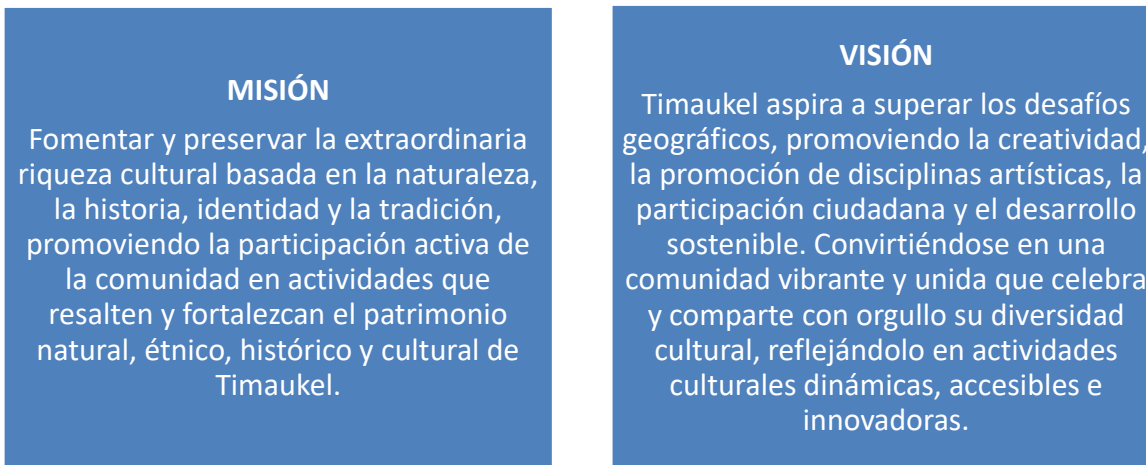 MISIÓN
Fomentar y preservar la extraordinaria
riqueza cultural basada en la naturaleza,
la historia, identidad y la tradición,
promoviendo la participación activa de
la comunidad en actividades que
resalten y fortalezcan el patrimonio
natural, étnico, histórico y cultural de
Timaukel.
VISIÓN
Timaukel aspira a superar los desafíos
geográficos, promoviendo la creatividad,
la promoción de disciplinas artísticas, la
participación ciudadana y el desarrollo
sostenible. Convirtiéndose en una
comunidad vibrante y unida que celebra
y comparte con orgullo su diversidad
cultural, reflejándolo en actividades
culturales dinámicas, accesibles e
innovadoras.